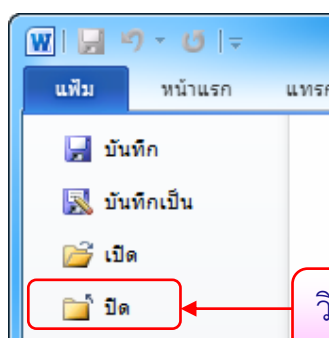 แฟ้ม หน้าแรก
บันทึก
บันทึกเป็น
เปิด
ปิด